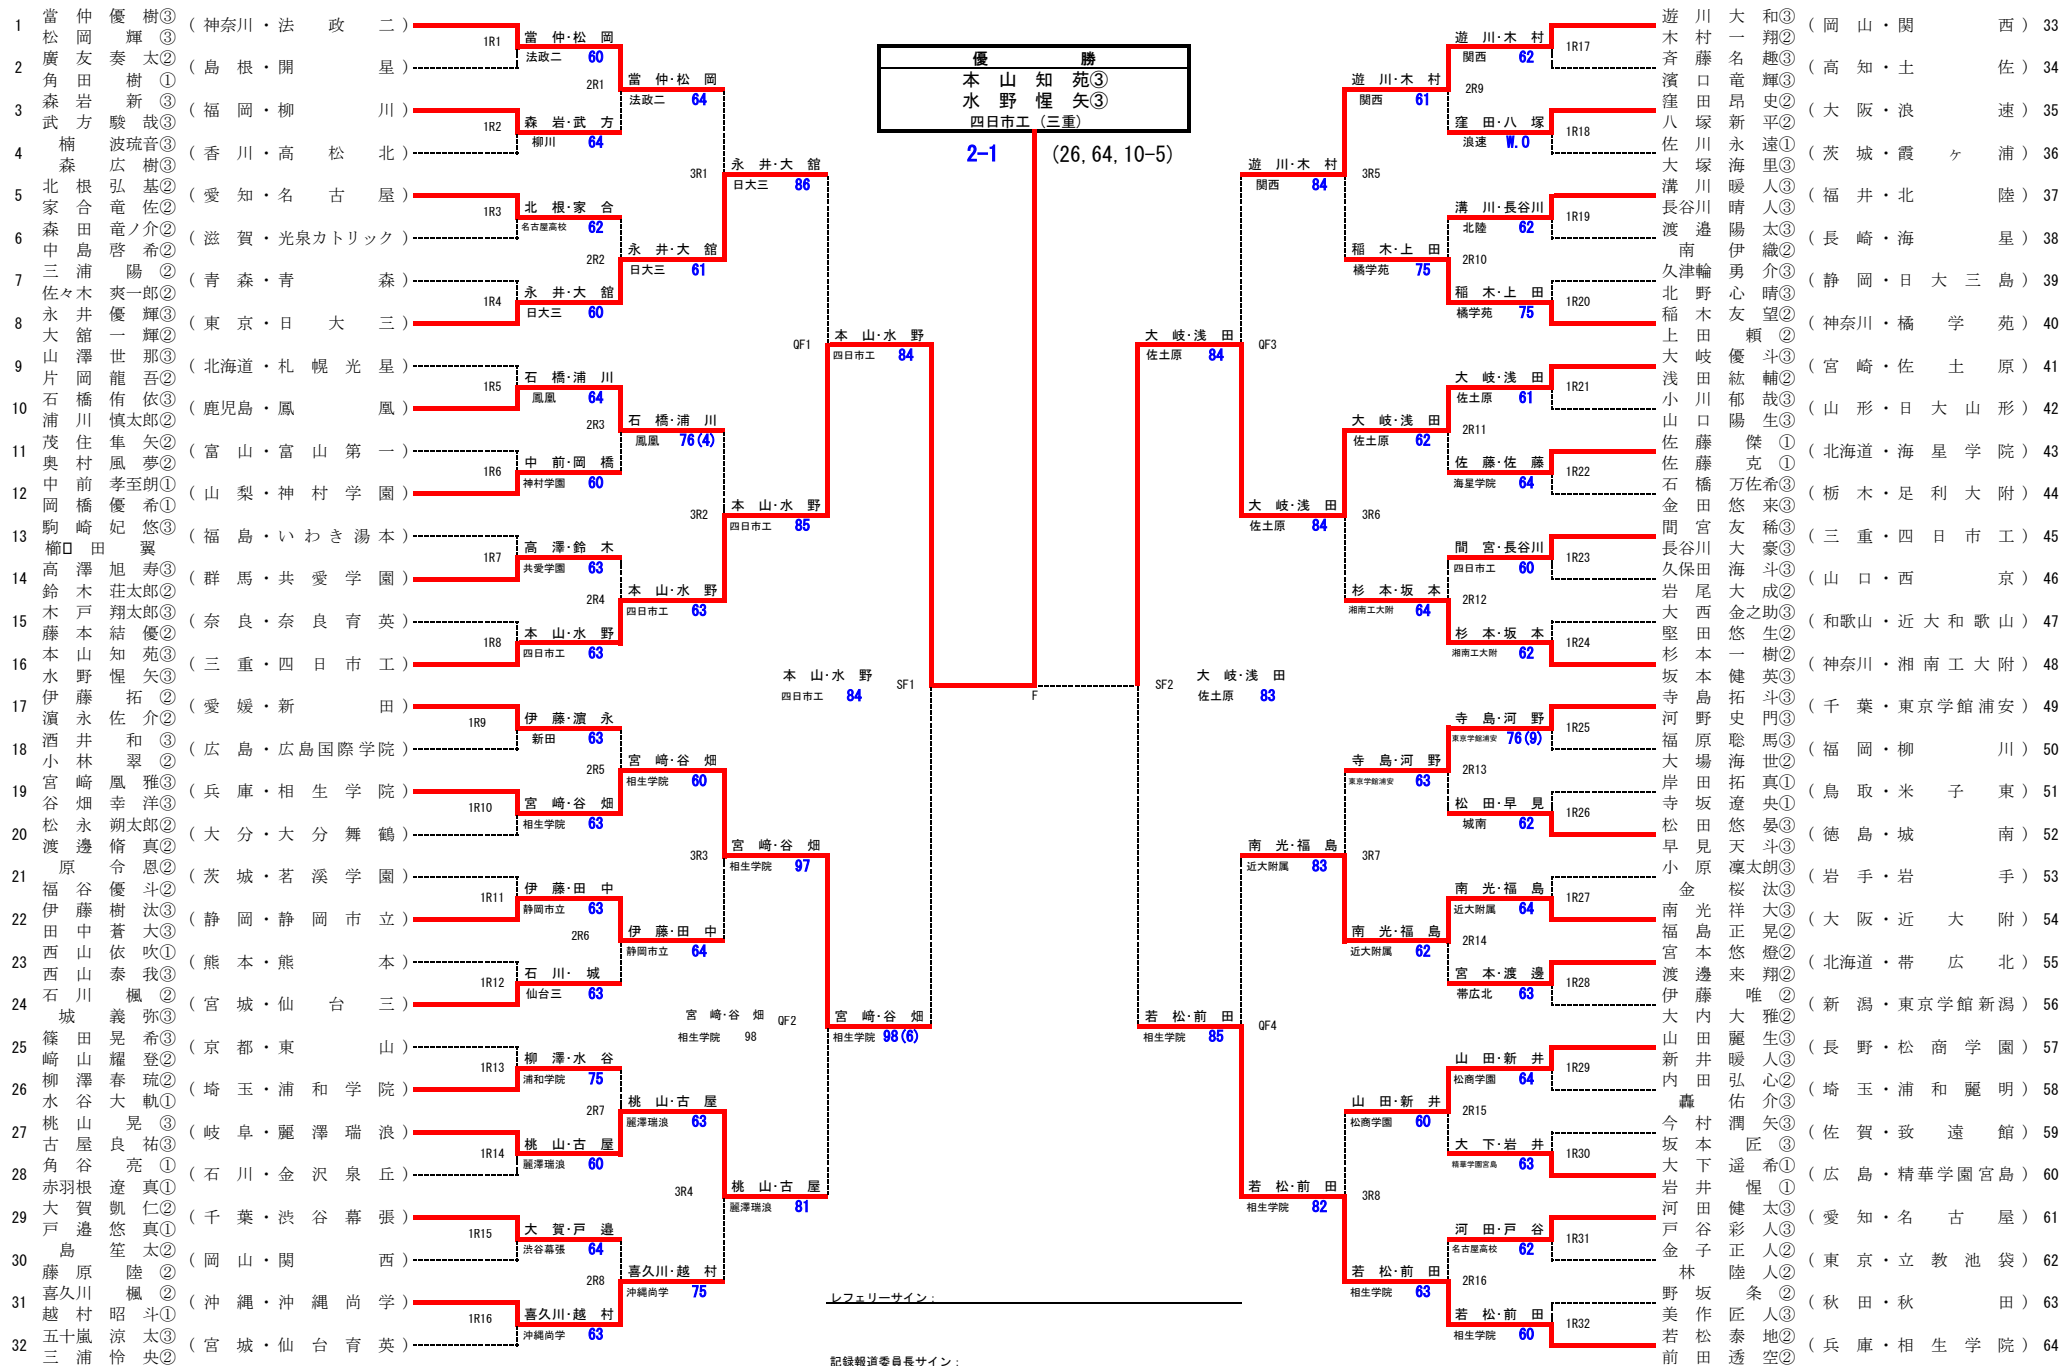 1 當仲優樹③ 松岡輝③ (神奈川・法政二)
2 廣友奏太② 角田樹① (島根・開星)
3 森岩新③ 武方駿哉③ (福岡・柳川)
4 楠波琉音③ 森広樹③ (香川・高松北)
5 北根弘基② 家合竜佐② (愛知・名古屋)
6 森田竜ノ介② 中島啓希② (滋賀・光泉カトリック)
7 三浦陽② 佐々木爽一郎② (青森・青森)
8 永井優輝③ 大舘一輝② (東京・日大三)
9 山澤世那③ 片岡龍吾② (北海道・札幌光星)
10 石橋侑依③ 浦川慎太郎② (鹿児島・鳳凰)
11 茂住隼矢② 奥村風夢② (富山・富山第一)
12 中前孝至朗① 岡橋優希① (山梨・神村学園)
13 駒崎妃悠③ 櫛田翼 (福島・いわき湯本)
14 高澤旭寿③ 鈴木荘太郎② (群馬・共愛学園)
15 木戸翔太郎③ 藤本結優② (奈良・奈良育英)
16 本山知苑③ 水野惺矢③ (三重・四日市工)
17 伊藤拓② 濵永佐介② (愛媛・新田)
18 酒井和③ 小林翠② (広島・広島国際学院)
19 宮﨑凰雅③ 谷畑幸洋③ (兵庫・相生学院)
20 松永朔太郎② 渡邊脩真② (大分・大分舞鶴)
21 原令恩② 福谷優斗② (茨城・茗溪学園)
22 伊藤樹汰③ 田中蒼大③ (静岡・静岡市立)
23 西山依吹① 西山泰我③ (熊本・熊本)
24 石川楓② 城義弥③ (宮城・仙台三)
25 篠田晃希③ 﨑山耀登② (京都・東山)
26 柳澤春琉② 水谷大軌① (埼玉・浦和学院)
27 桃山晃③ 古屋良祐③ (岐阜・麗澤瑞浪)
28 角谷亮① 赤羽根遼真① (石川・金沢泉丘)
29 大賀凱仁② 戸邉悠真① (千葉・渋谷幕張)
30 島笙太② 藤原陸② (岡山・関西)
31 喜久川楓② 越村昭斗① (沖縄・沖縄尚学)
32 五十嵐涼太③ 三浦怜央② (宮城・仙台育英)
1R1 當仲・松岡 法政二 60
1R2 森岩・武方 柳川 64
1R3 北根・家合 名古屋高校 62
1R4 永井・大舘 日大三 60
1R5 石橋・浦川 鳳凰 64
1R6 中前・岡橋 神村学園 60
1R7 高澤・鈴木 共愛学園 63
1R8 本山・水野 四日市工 63
1R9 伊藤・濵永 新田 63
1R10 宮﨑・谷畑 相生学院 63
1R11 伊藤・田中 静岡市立 63
1R12 石川・城 仙台三 63
1R13 柳澤・水谷 浦和学院 75
1R14 桃山・古屋 麗澤瑞浪 60
1R15 大賀・戸邉 渋谷幕張 64
1R16 喜久川・越村 沖縄尚学 63
2R1 當仲・松岡 法政二 64
2R2 永井・大舘 日大三 61
2R3 石橋・浦川 鳳凰 76(4)
2R4 本山・水野 四日市工 63
2R5 宮﨑・谷畑 相生学院 60
2R6 伊藤・田中 静岡市立 64
2R7 桃山・古屋 麗澤瑞浪 63
2R8 喜久川・越村 沖縄尚学 75
3R1 永井・大舘 日大三 86
3R2 本山・水野 四日市工 85
3R3 宮﨑・谷畑 相生学院 97
3R4 桃山・古屋 麗澤瑞浪 81
QF1 本山・水野 四日市工 84
宮﨑・谷畑 相生学院 98 QF2
宮﨑・谷畑 相生学院 98(6)
本山・水野 四日市工 84 SF1
優勝
本山知苑③
水野惺矢③
四日市工(三重)
2-1 (26,64,10-5)
F
SF2 大岐・浅田 佐土原 83
大岐・浅田 佐土原 84 QF3
若松・前田 相生学院 85 QF4
遊川・木村 関西 84 3R5
大岐・浅田 佐土原 84 3R6
南光・福島 近大附属 83 3R7
若松・前田 相生学院 82 3R8
遊川・木村 関西 61 2R9
稲木・上田 橘学苑 75 2R10
大岐・浅田 佐土原 62 2R11
杉本・坂本 湘南工大附 64 2R12
寺島・河野 東京学館浦安 63 2R13
南光・福島 近大附属 62 2R14
山田・新井 松商学園 60 2R15
若松・前田 相生学院 63 2R16
遊川・木村 関西 62 1R17
窪田・八塚 浪速 W.O 1R18
溝川・長谷川 北陸 62 1R19
稲木・上田 橘学苑 75 1R20
大岐・浅田 佐土原 61 1R21
佐藤・佐藤 海星学院 64 1R22
間宮・長谷川 四日市工 60 1R23
杉本・坂本 湘南工大附 62 1R24
寺島・河野 東京学館浦安 76(9) 1R25
松田・早見 城南 62 1R26
南光・福島 近大附属 64 1R27
宮本・渡邊 帯広北 63 1R28
山田・新井 松商学園 64 1R29
大下・岩井 精華学園宮島 63 1R30
河田・戸谷 名古屋高校 62 1R31
若松・前田 相生学院 60 1R32
遊川大和③ 木村一翔② (岡山・関西) 33
斉藤名趣③ 濱口竜輝③ (高知・土佐) 34
窪田昂史② 八塚新平② (大阪・浪速) 35
佐川永遠① 大塚海里③ (茨城・霞ヶ浦) 36
溝川暖人③ 長谷川晴人③ (福井・北陸) 37
渡邉陽太③ 南伊織② (長崎・海星) 38
久津輪勇介③ 北野心晴③ (静岡・日大三島) 39
稲木友望② 上田頼② (神奈川・橘学苑) 40
大岐優斗③ 浅田紘輔② (宮崎・佐土原) 41
小川郁哉③ 山口陽生③ (山形・日大山形) 42
佐藤傑① 佐藤克① (北海道・海星学院) 43
石橋万佐希③ 金田悠来③ (栃木・足利大附) 44
間宮友稀③ 長谷川大豪③ (三重・四日市工) 45
久保田海斗③ 岩尾大成② (山口・西京) 46
大西金之助③ 堅田悠生② (和歌山・近大和歌山) 47
杉本一樹② 坂本健英③ (神奈川・湘南工大附) 48
寺島拓斗③ 河野史門③ (千葉・東京学館浦安) 49
福原聡馬③ 大場海世② (福岡・柳川) 50
岸田拓真① 寺坂遼央① (鳥取・米子東) 51
松田悠晏③ 早見天斗③ (徳島・城南) 52
小原凜太朗③ 金桜汰③ (岩手・岩手) 53
南光祥大③ 福島正晃② (大阪・近大附) 54
宮本悠燈② 渡邊来翔② (北海道・帯広北) 55
伊藤唯② 大内大雅② (新潟・東京学館新潟) 56
山田麗生③ 新井暖人③ (長野・松商学園) 57
内田弘心② 轟佑介③ (埼玉・浦和麗明) 58
今村潤矢③ 坂本匠③ (佐賀・致遠館) 59
大下遥希① 岩井惺① (広島・精華学園宮島) 60
河田健太③ 戸谷彩人③ (愛知・名古屋) 61
金子正人② 林陸人② (東京・立教池袋) 62
野坂条② 美作匠人③ (秋田・秋田) 63
若松泰地② 前田透空② (兵庫・相生学院) 64
レフェリーサイン:
記録報道委員長サイン: